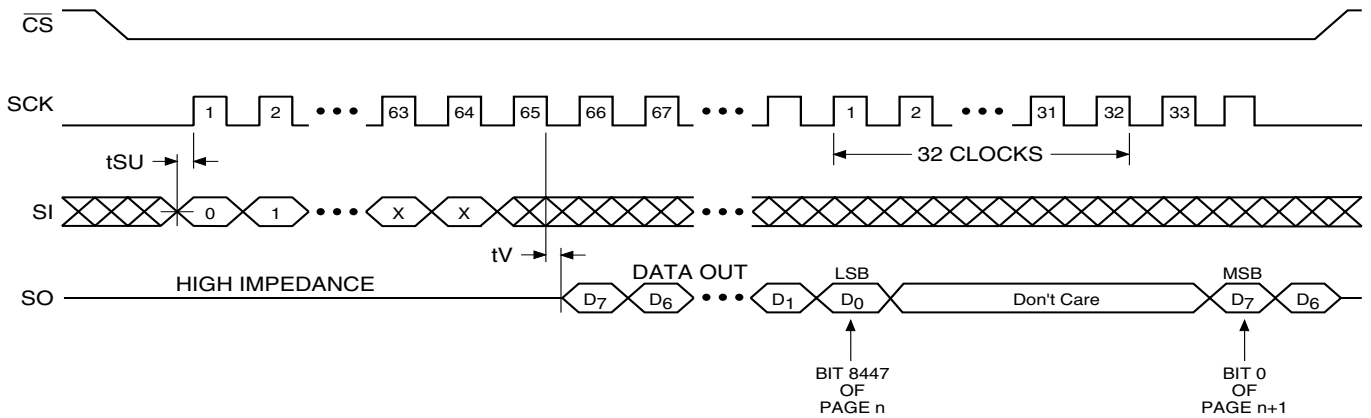 CS
SCK
1 2 ••• 63 64 65 66 67 ••• 1 2 ••• 31 32 33
tSU
32 CLOCKS
SI
0 1 ••• X X •••
tV
HIGH IMPEDANCE
DATA OUT
LSB
MSB
SO
D7 D6 ••• D1 D0 Don't Care D7 D6
BIT 8447
OF
PAGE n
BIT 0
OF
PAGE n+1